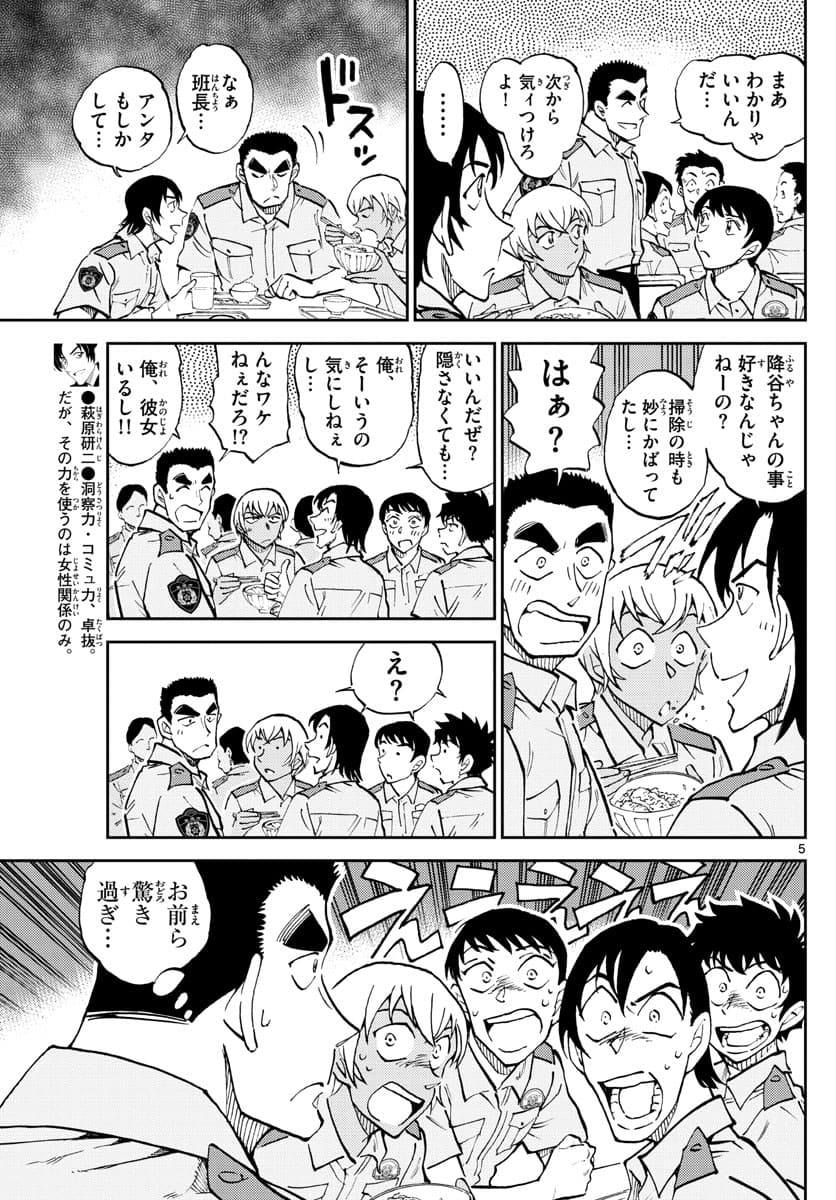 まあ
わかりゃ
いいん
だ…
次から
気ィつけろ
よ!
……
ドスッ
なぁ
班長…
アンタ
もしか
して…
降谷ちゃんの事
好きなんじゃ
ねーの?
掃除の時も
妙にかばって
たし…
はぁ?
いいんだぜ?
隠さなくても…
俺、
そーいうの
気にしねぇ
し…
んなワケ
ねぇだろ!?
俺、彼女
いるし!!
●萩原研二●洞察力・コミュ力、卓抜。
だが、その力を使うのは女性関係のみ。
え?
5
お前ら
驚き
過ぎ…